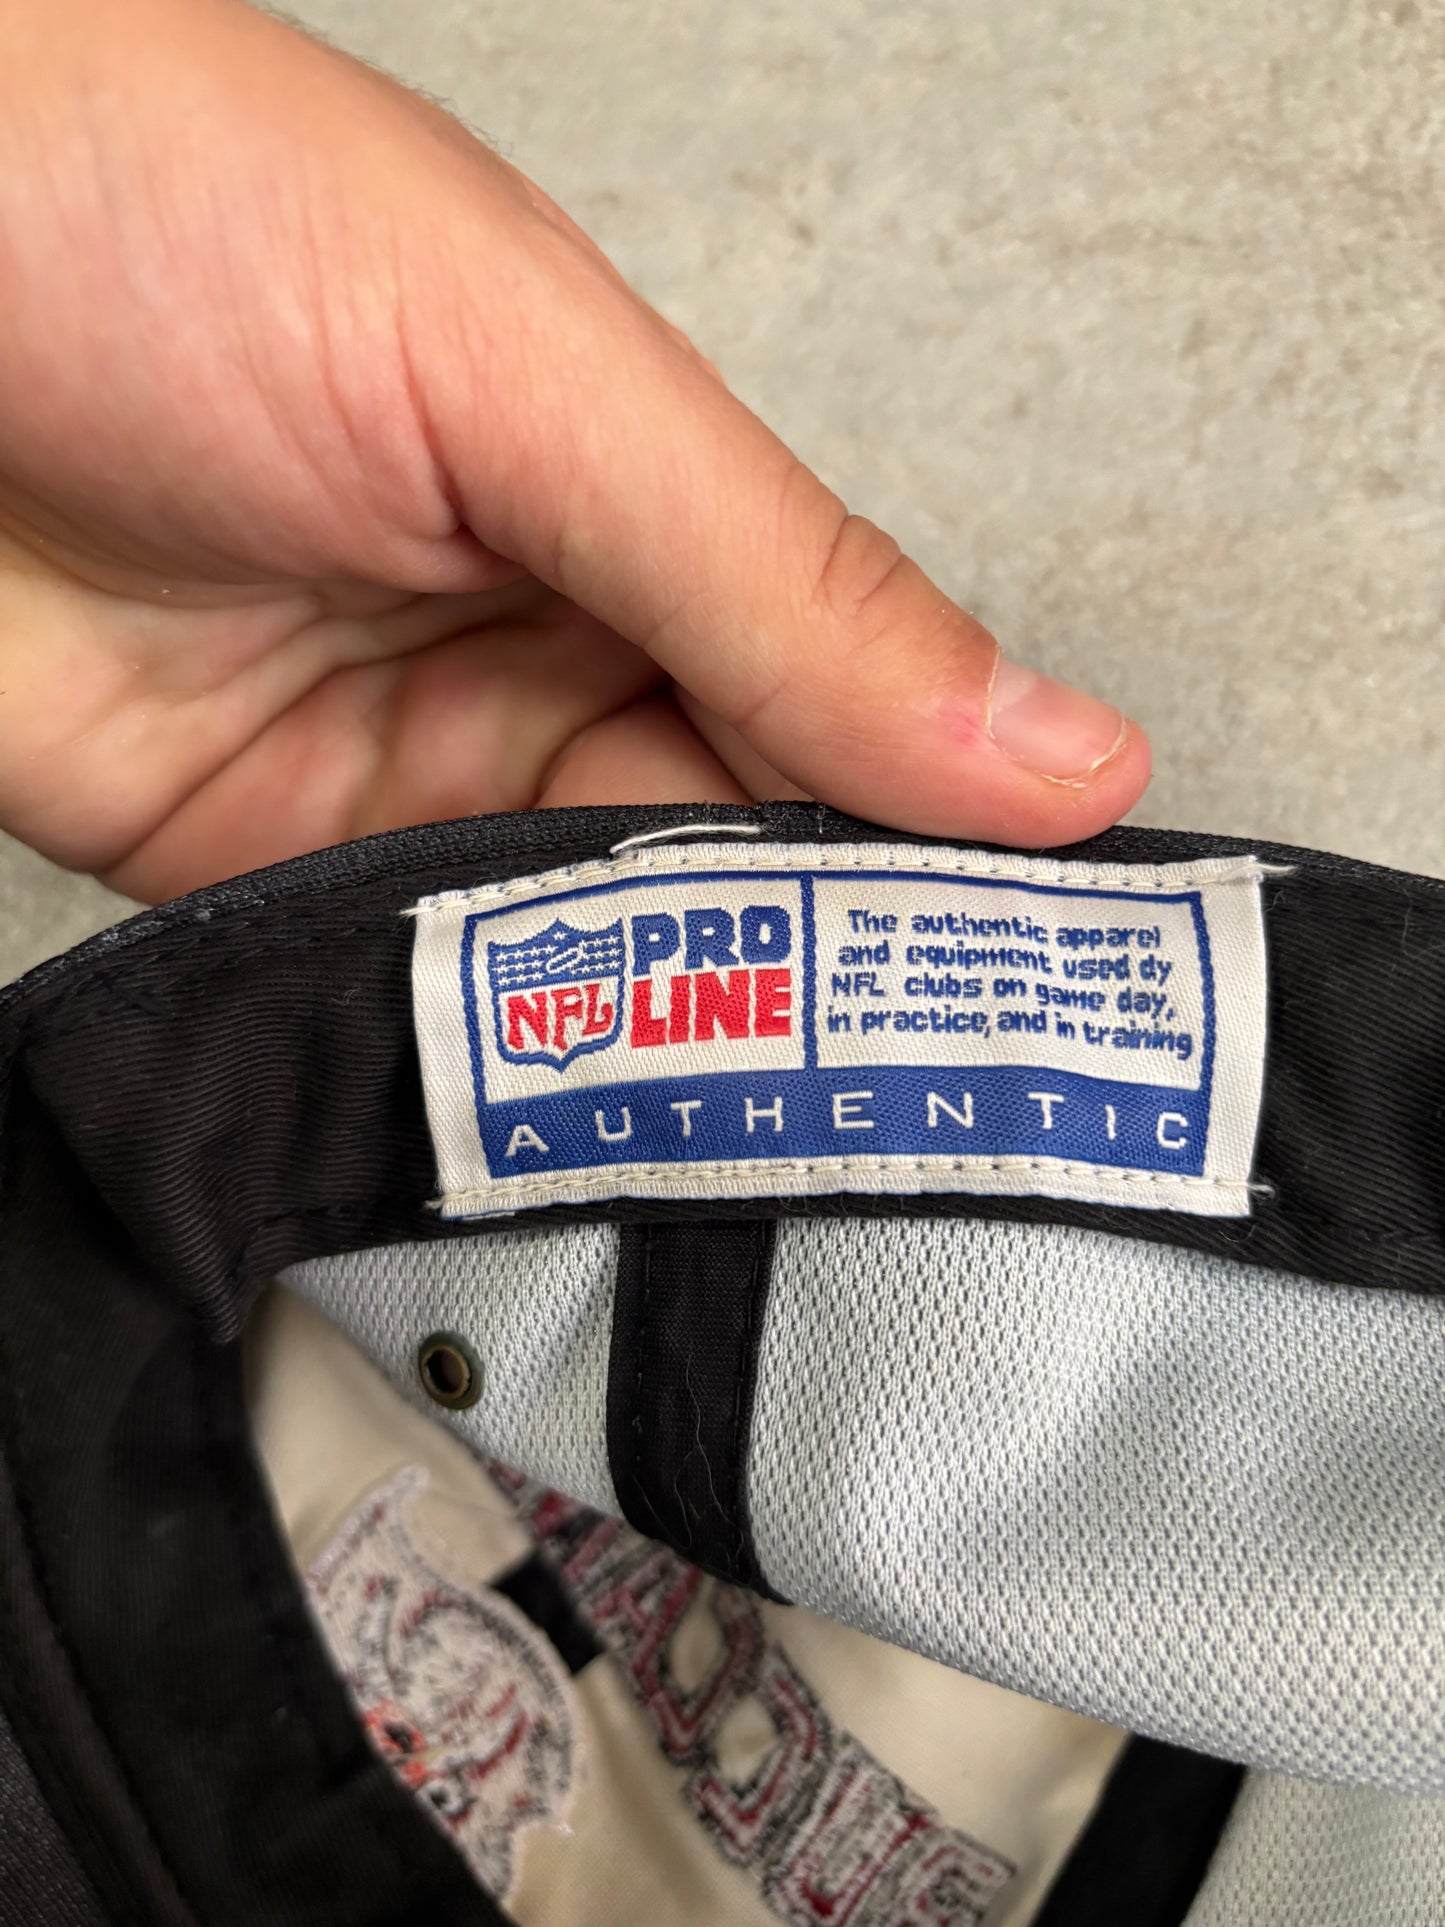 NFL
PRO
LINE
The authentic apparel
and equipment used dy
NFL clubs on game day,
in practice, and in training
AUTHENTIC